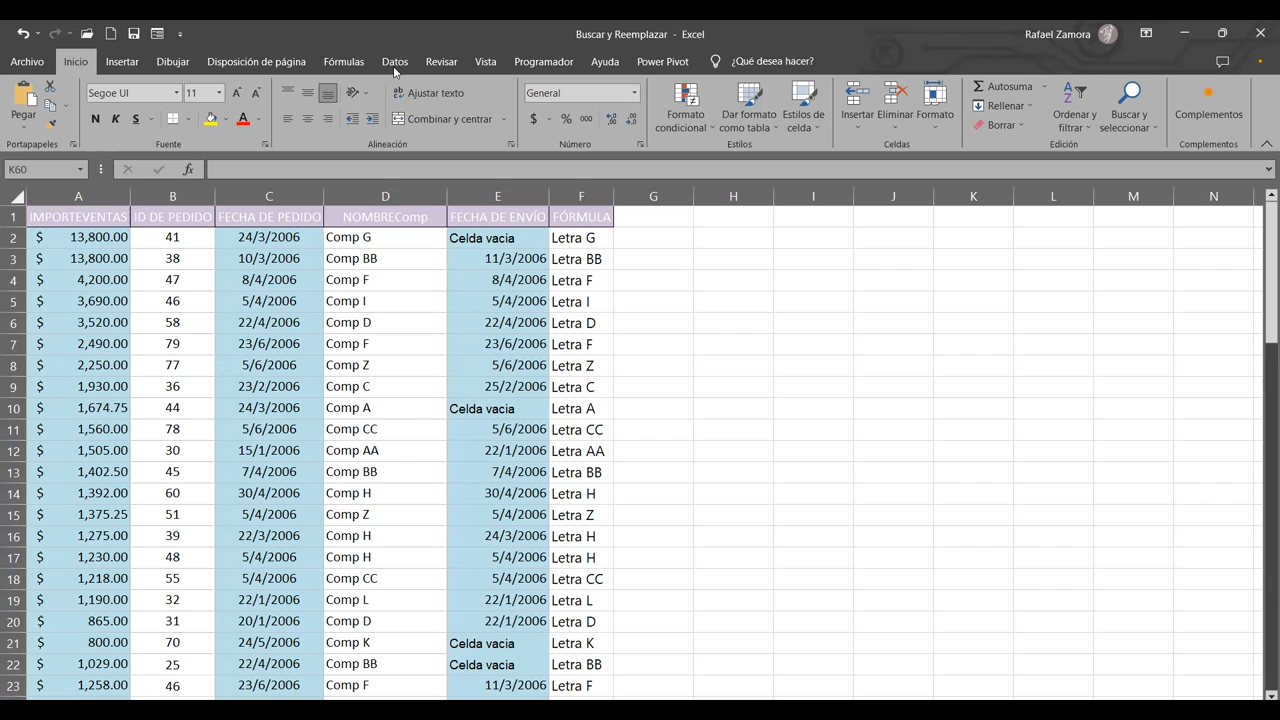 Buscar y Reemplazar - Excel
Rafael Zamora
Archivo Inicio Insertar Dibujar Disposición de página Fórmulas Datos Revisar Vista Programador Ayuda Power Pivot ¿Qué desea hacer?
Pegar
Portapapeles
Segoe UI 11
N K S
Fuente
Ajustar texto
Combinar y centrar
Alineación
General
$ % 000
Número
Formato condicional
Dar formato como tabla
Estilos de celda
Estilos
Insertar Eliminar Formato
Celdas
Autosuma
Rellenar
Borrar
Ordenar y filtrar
Buscar y seleccionar
Edición
Complementos
Complementos
K60 fx
A B C D E F G H I J K L M N
1 IMPORTEVENTAS ID DE PEDIDO FECHA DE PEDIDO NOMBREComp FECHA DE ENVÍO FÓRMULA
2 $ 13,800.00 41 24/3/2006 Comp G Celda vacia Letra G
3 $ 13,800.00 38 10/3/2006 Comp BB 11/3/2006 Letra BB
4 $ 4,200.00 47 8/4/2006 Comp F 8/4/2006 Letra F
5 $ 3,690.00 46 5/4/2006 Comp I 5/4/2006 Letra I
6 $ 3,520.00 58 22/4/2006 Comp D 22/4/2006 Letra D
7 $ 2,490.00 79 23/6/2006 Comp F 23/6/2006 Letra F
8 $ 2,250.00 77 5/6/2006 Comp Z 5/6/2006 Letra Z
9 $ 1,930.00 36 23/2/2006 Comp C 25/2/2006 Letra C
10 $ 1,674.75 44 24/3/2006 Comp A Celda vacia Letra A
11 $ 1,560.00 78 5/6/2006 Comp CC 5/6/2006 Letra CC
12 $ 1,505.00 30 15/1/2006 Comp AA 22/1/2006 Letra AA
13 $ 1,402.50 45 7/4/2006 Comp BB 7/4/2006 Letra BB
14 $ 1,392.00 60 30/4/2006 Comp H 30/4/2006 Letra H
15 $ 1,375.25 51 5/4/2006 Comp Z 5/4/2006 Letra Z
16 $ 1,275.00 39 22/3/2006 Comp H 24/3/2006 Letra H
17 $ 1,230.00 48 5/4/2006 Comp H 5/4/2006 Letra H
18 $ 1,218.00 55 5/4/2006 Comp CC 5/4/2006 Letra CC
19 $ 1,190.00 32 22/1/2006 Comp L 22/1/2006 Letra L
20 $ 865.00 31 20/1/2006 Comp D 22/1/2006 Letra D
21 $ 800.00 70 24/5/2006 Comp K Celda vacia Letra K
22 $ 1,029.00 25 22/4/2006 Comp BB Celda vacia Letra BB
23 $ 1,258.00 46 23/6/2006 Comp F 11/3/2006 Letra F